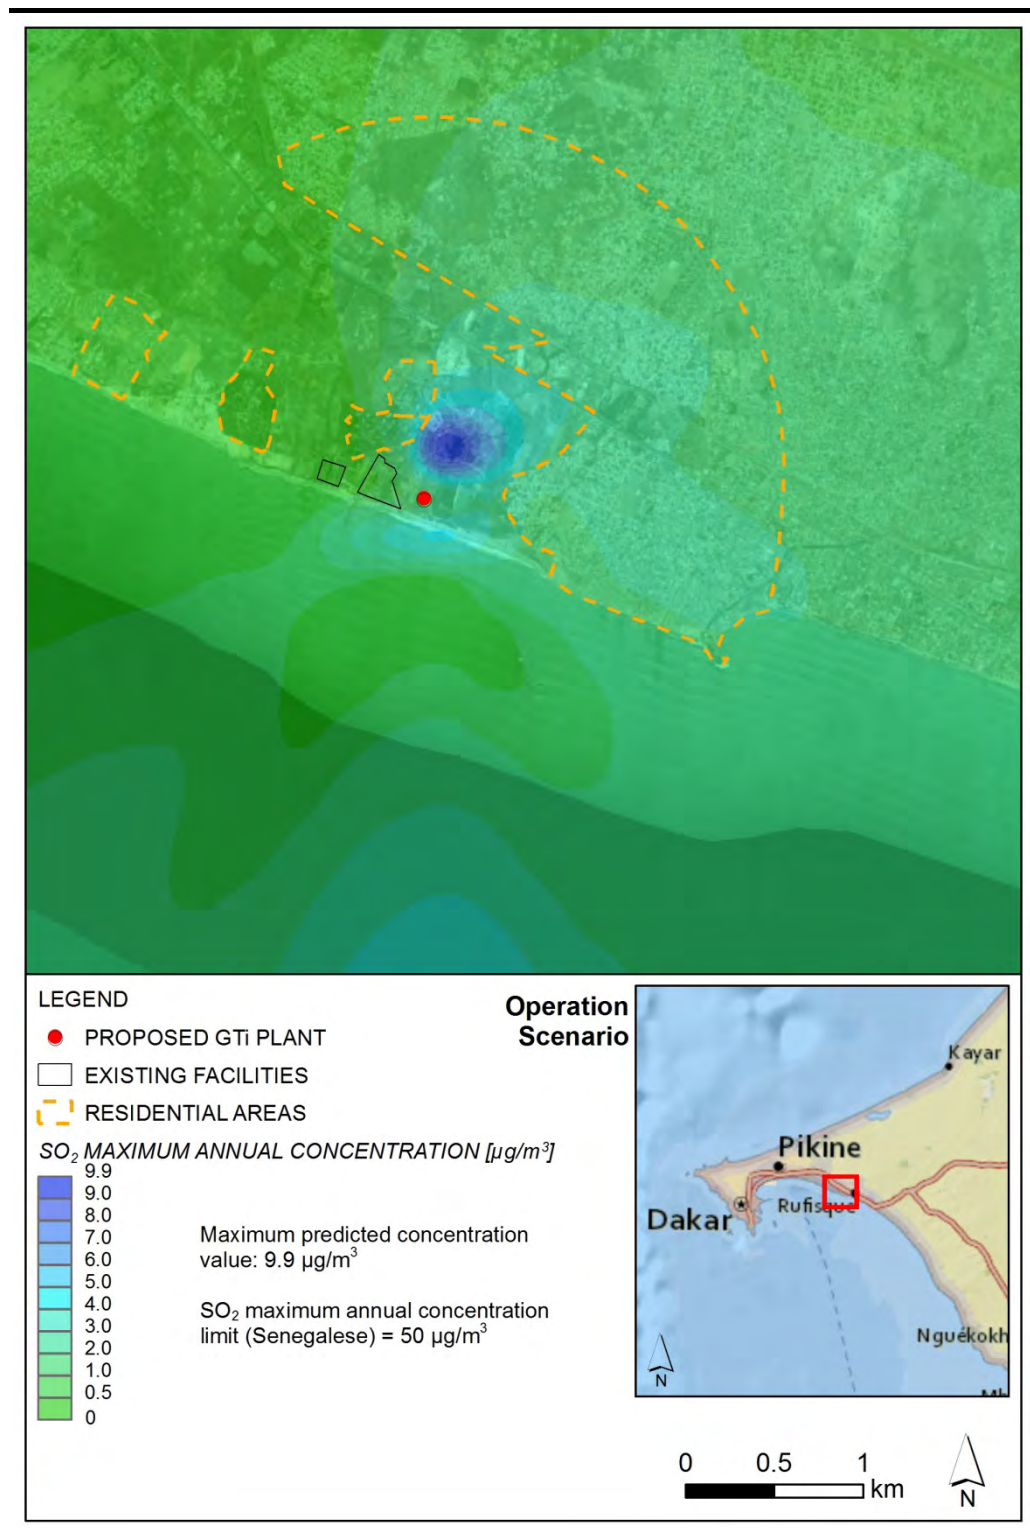 LEGEND
PROPOSED GTi PLANT
EXISTING FACILITIES
RESIDENTIAL AREAS
SO₂ MAXIMUM ANNUAL CONCENTRATION [µg/m³]
9.9
9.0
8.0
7.0
6.0
5.0
4.0
3.0
2.0
1.0
0.5
0
Maximum predicted concentration
value: 9.9 µg/m³
SO₂ maximum annual concentration
limit (Senegalese) = 50 µg/m³
Operation
Scenario
Kayar
Pikine
Dakar
Rufisque
Nguékokh
N
0 0.5 1
km
N